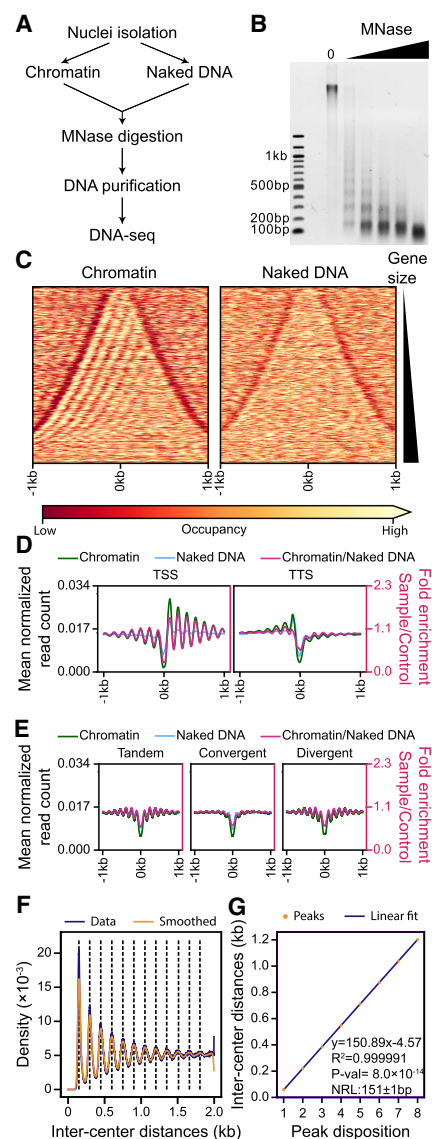 A
Nuclei isolation
Chromatin
Naked DNA
MNase digestion
DNA purification
DNA-seq
B
MNase
0
1kb
500bp
200bp
100bp
C
Chromatin
Naked DNA
Gene
size
-1kb
0kb
1kb
-1kb
0kb
1kb
Low
Occupancy
High
D
Chromatin
Naked DNA
Chromatin/Naked DNA
TSS
TTS
Mean normalized
read count
0.034
0.017
0.000
2.3
1.1
0.0
Fold enrichment
Sample/Control
-1kb
0kb
1kb
-1kb
0kb
1kb
E
Chromatin
Naked DNA
Chromatin/Naked DNA
Tandem
Convergent
Divergent
Mean normalized
read count
0.034
0.017
0.000
2.3
1.1
0.0
Fold enrichment
Sample/Control
-1kb
0kb
1kb
-1kb
0kb
1kb
-1kb
0kb
1kb
F
Data
Smoothed
Density (×10⁻³)
20
15
10
5
0
0
0.5
1.0
1.5
2.0
Inter-center distances (kb)
G
Peaks
Linear fit
Inter-center distances (kb)
1.2
1.0
0.8
0.6
0.4
0.2
0.0
y=150.89x-4.57
R²=0.999991
P-val= 8.0×10⁻¹⁴
NRL:151±1bp
1 2 3 4 5 6 7 8
Peak disposition